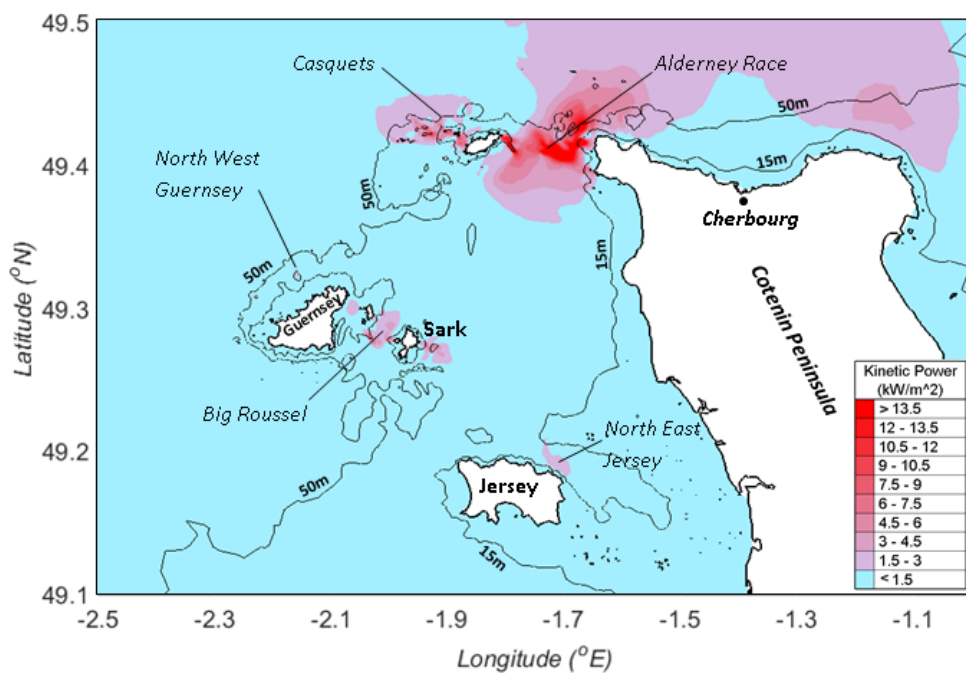 49.5
49.4
49.3
49.2
49.1
Latitude (°N)
-2.5
-2.3
-2.1
-1.9
-1.7
-1.5
-1.3
-1.1
Longitude (°E)
Casquets
Alderney Race
50m
15m
North West
Guernsey
50m
50m
15m
Cherbourg
Guernsey
Sark
Cotenin Peninsula
Big Roussel
North East
Jersey
Jersey
50m
15m
Kinetic Power
(kW/m^2)
> 13.5
12 - 13.5
10.5 - 12
9 - 10.5
7.5 - 9
6 - 7.5
4.5 - 6
3 - 4.5
1.5 - 3
< 1.5